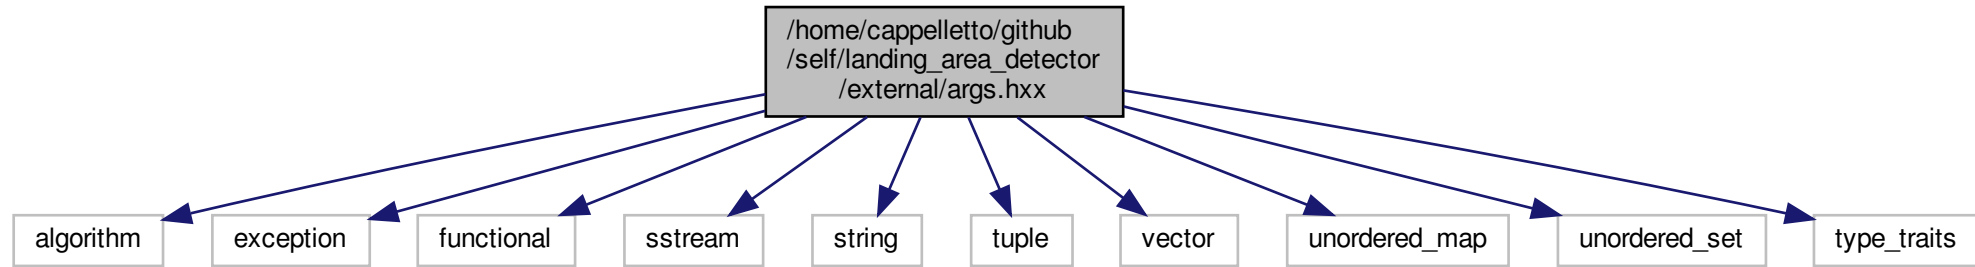 /home/cappelletto/github
/self/landing_area_detector
/external/args.hxx
algorithm
exception
functional
sstream
string
tuple
vector
unordered_map
unordered_set
type_traits